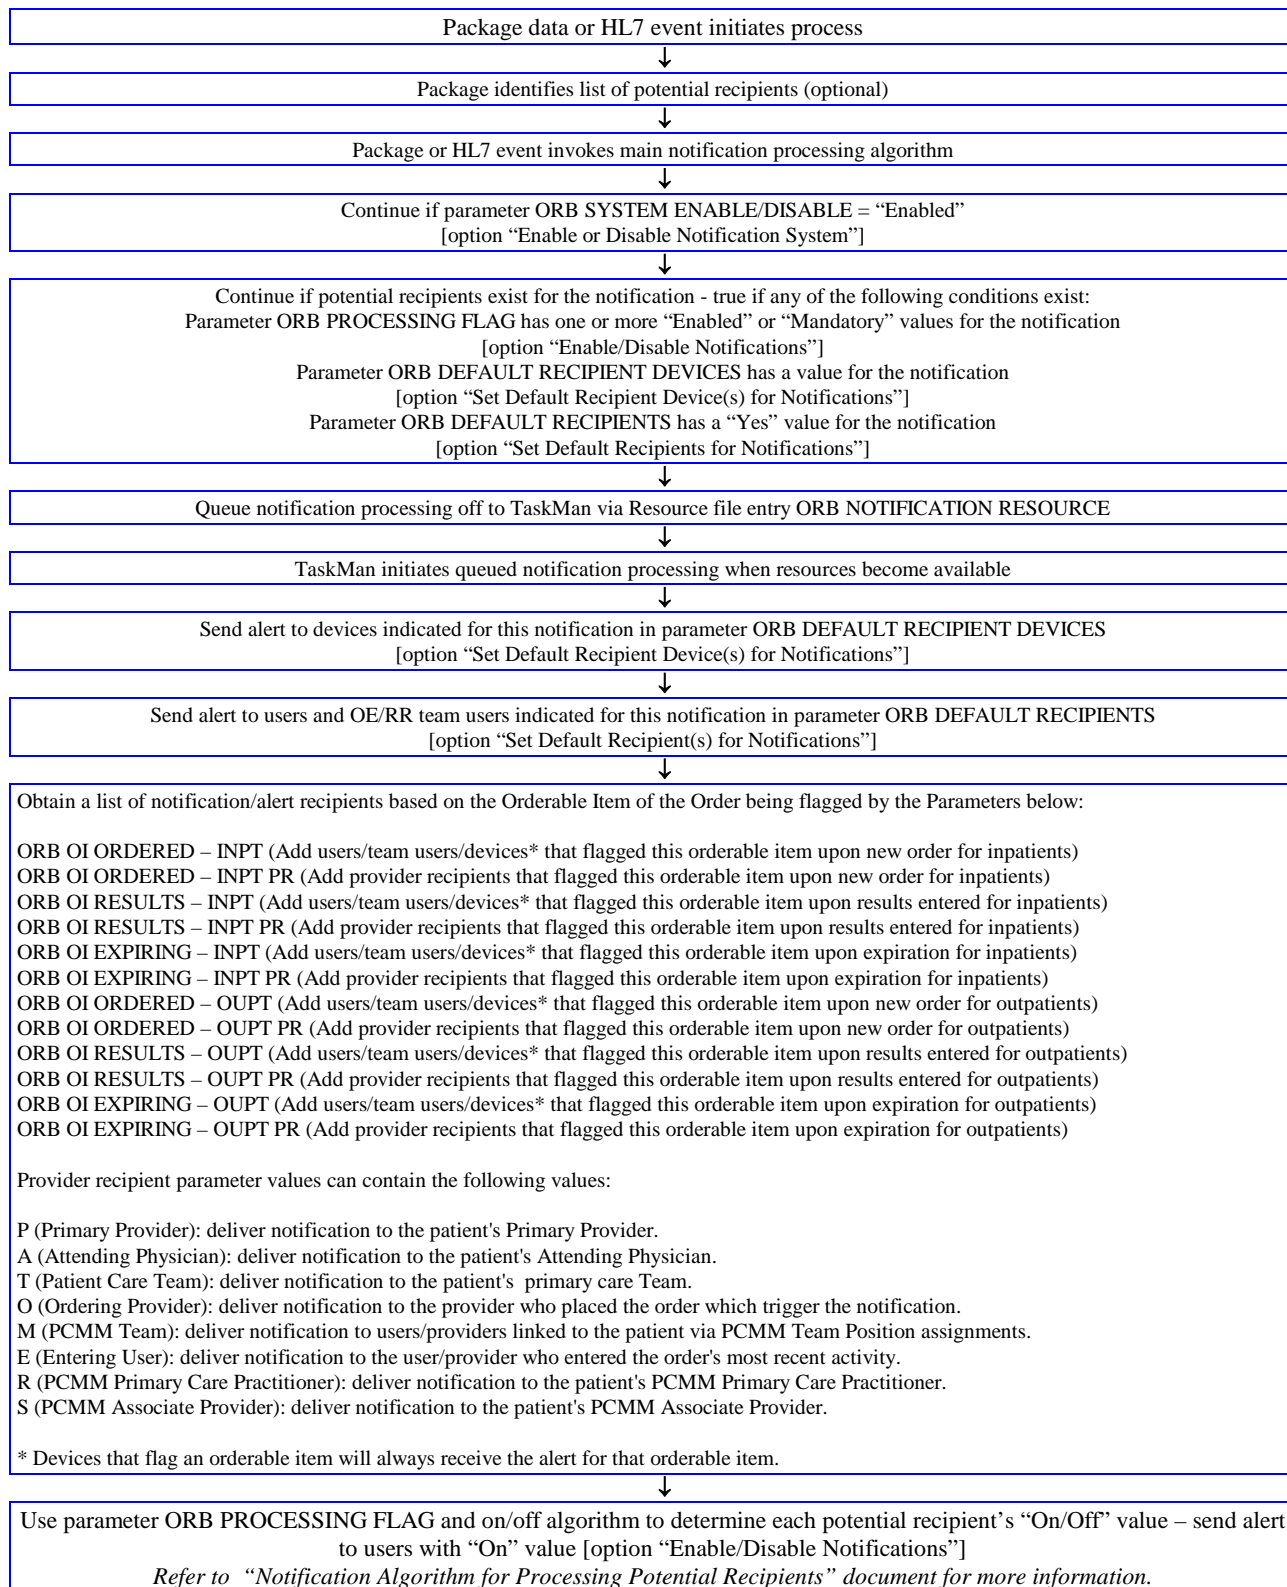 Package data or HL7 event initiates process
↓
Package identifies list of potential recipients (optional)
↓
Package or HL7 event invokes main notification processing algorithm
↓
Continue if parameter ORB SYSTEM ENABLE/DISABLE = “Enabled”
[option “Enable or Disable Notification System”]
↓
Continue if potential recipients exist for the notification - true if any of the following conditions exist:
Parameter ORB PROCESSING FLAG has one or more “Enabled” or “Mandatory” values for the notification
[option “Enable/Disable Notifications”]
Parameter ORB DEFAULT RECIPIENT DEVICES has a value for the notification
[option “Set Default Recipient Device(s) for Notifications”]
Parameter ORB DEFAULT RECIPIENTS has a “Yes” value for the notification
[option “Set Default Recipients for Notifications”]
↓
Queue notification processing off to TaskMan via Resource file entry ORB NOTIFICATION RESOURCE
↓
TaskMan initiates queued notification processing when resources become available
↓
Send alert to devices indicated for this notification in parameter ORB DEFAULT RECIPIENT DEVICES
[option “Set Default Recipient Device(s) for Notifications”]
↓
Send alert to users and OE/RR team users indicated for this notification in parameter ORB DEFAULT RECIPIENTS
[option “Set Default Recipient(s) for Notifications”]
↓
Obtain a list of notification/alert recipients based on the Orderable Item of the Order being flagged by the Parameters below:
ORB OI ORDERED – INPT (Add users/team users/devices* that flagged this orderable item upon new order for inpatients)
ORB OI ORDERED – INPT PR (Add provider recipients that flagged this orderable item upon new order for inpatients)
ORB OI RESULTS – INPT (Add users/team users/devices* that flagged this orderable item upon results entered for inpatients)
ORB OI RESULTS – INPT PR (Add provider recipients that flagged this orderable item upon results entered for inpatients)
ORB OI EXPIRING – INPT (Add users/team users/devices* that flagged this orderable item upon expiration for inpatients)
ORB OI EXPIRING – INPT PR (Add provider recipients that flagged this orderable item upon expiration for inpatients)
ORB OI ORDERED – OUPT (Add users/team users/devices* that flagged this orderable item upon new order for outpatients)
ORB OI ORDERED – OUPT PR (Add provider recipients that flagged this orderable item upon new order for outpatients)
ORB OI RESULTS – OUPT (Add users/team users/devices* that flagged this orderable item upon results entered for outpatients)
ORB OI RESULTS – OUPT PR (Add provider recipients that flagged this orderable item upon results entered for outpatients)
ORB OI EXPIRING – OUPT (Add users/team users/devices* that flagged this orderable item upon expiration for outpatients)
ORB OI EXPIRING – OUPT PR (Add provider recipients that flagged this orderable item upon expiration for outpatients)
Provider recipient parameter values can contain the following values:
P (Primary Provider): deliver notification to the patient's Primary Provider.
A (Attending Physician): deliver notification to the patient's Attending Physician.
T (Patient Care Team): deliver notification to the patient's primary care Team.
O (Ordering Provider): deliver notification to the provider who placed the order which trigger the notification.
M (PCMM Team): deliver notification to users/providers linked to the patient via PCMM Team Position assignments.
E (Entering User): deliver notification to the user/provider who entered the order's most recent activity.
R (PCMM Primary Care Practitioner): deliver notification to the patient's PCMM Primary Care Practitioner.
S (PCMM Associate Provider): deliver notification to the patient's PCMM Associate Provider.
* Devices that flag an orderable item will always receive the alert for that orderable item.
↓
Use parameter ORB PROCESSING FLAG and on/off algorithm to determine each potential recipient’s “On/Off” value – send alert
to users with “On” value [option “Enable/Disable Notifications”]
Refer to “Notification Algorithm for Processing Potential Recipients” document for more information.